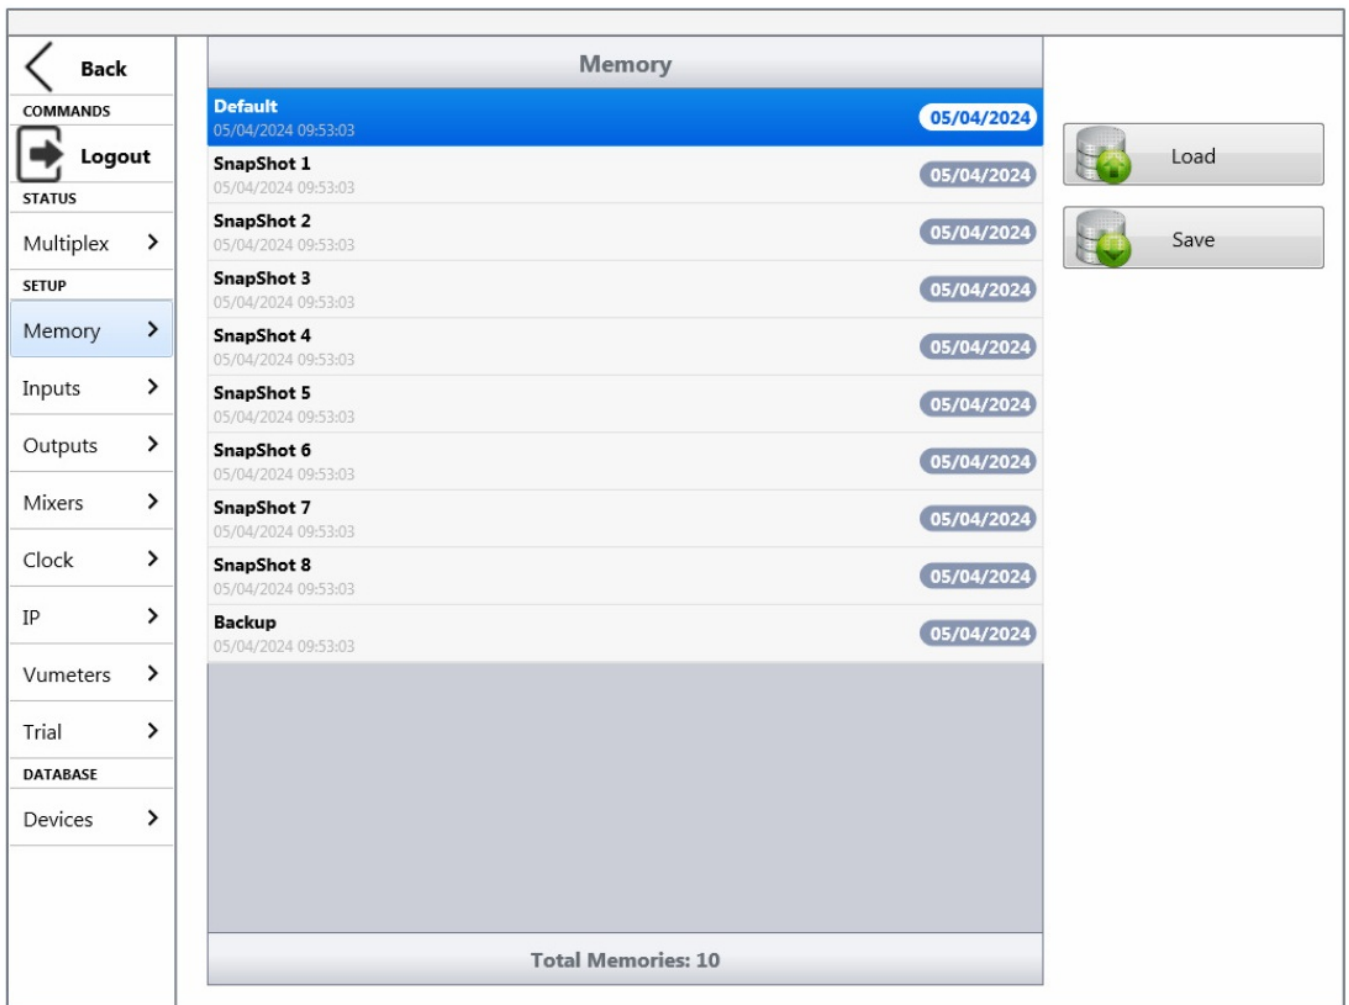 Back
COMMANDS
Logout
STATUS
Multiplex
SETUP
Memory
Inputs
Outputs
Mixers
Clock
IP
Vumeters
Trial
DATABASE
Devices
Memory
Default
05/04/2024 09:53:03
05/04/2024
SnapShot 1
05/04/2024 09:53:03
05/04/2024
SnapShot 2
05/04/2024 09:53:03
05/04/2024
SnapShot 3
05/04/2024 09:53:03
05/04/2024
SnapShot 4
05/04/2024 09:53:03
05/04/2024
SnapShot 5
05/04/2024 09:53:03
05/04/2024
SnapShot 6
05/04/2024 09:53:03
05/04/2024
SnapShot 7
05/04/2024 09:53:03
05/04/2024
SnapShot 8
05/04/2024 09:53:03
05/04/2024
Backup
05/04/2024 09:53:03
05/04/2024
Total Memories: 10
Load
Save